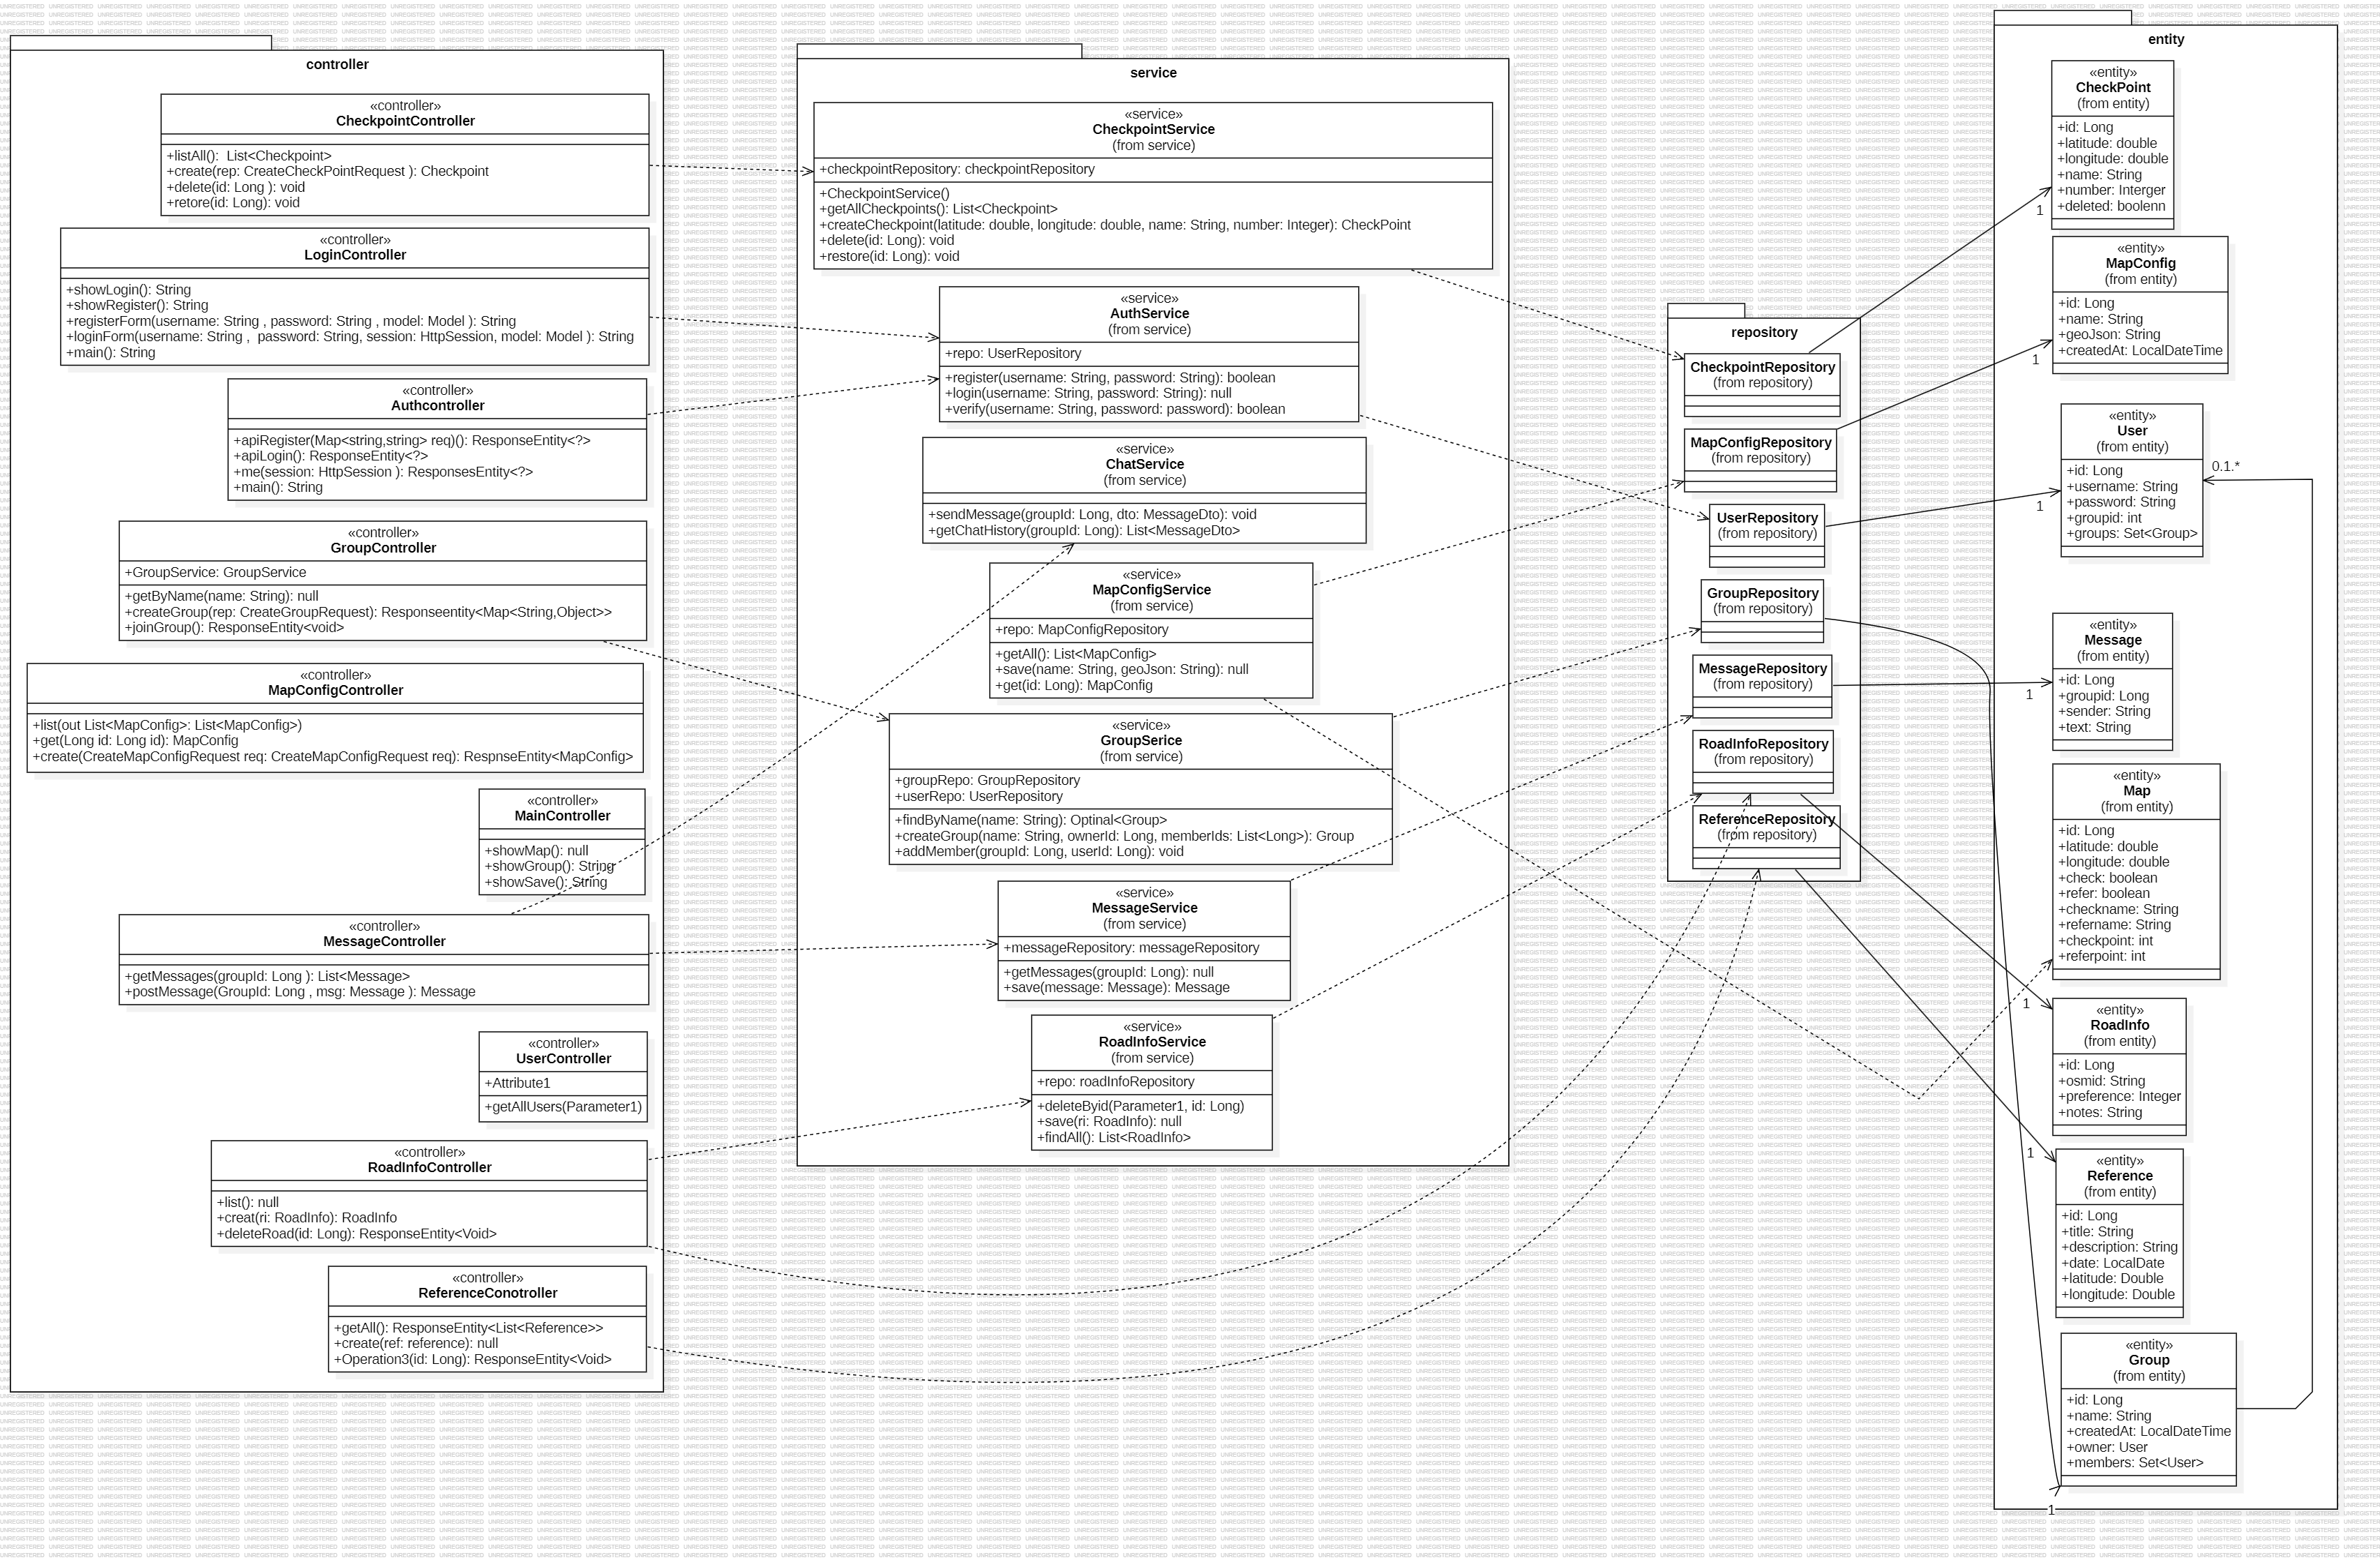 controller
«controller»
CheckpointController
+listAll():  List<Checkpoint>
+create(rep: CreateCheckPointRequest ): Checkpoint
+delete(id: Long ): void
+retore(id: Long): void
«controller»
LoginController
+showLogin(): String
+showRegister(): String
+registerForm(username: String , password: String , model: Model ): String
+loginForm(username: String ,  password: String, session: HttpSession, model: Model ): String
+main(): String
«controller»
Authcontroller
+apiRegister(Map<string,string> req)(): ResponseEntity<?>
+apiLogin(): ResponseEntity<?>
+me(session: HttpSession ): ResponsesEntity<?>
+main(): String
«controller»
GroupController
+GroupService: GroupService
+getByName(name: String): null
+createGroup(rep: CreateGroupRequest): Responseentity<Map<String,Object>>
+joinGroup(): ResponseEntity<void>
«controller»
MapConfigController
+list(out List<MapConfig>: List<MapConfig>)
+get(Long id: Long id): MapConfig
+create(CreateMapConfigRequest req: CreateMapConfigRequest req): RespnseEntity<MapConfig>
«controller»
MainController
+showMap(): null
+showGroup(): String
+showSave(): String
«controller»
MessageController
+getMessages(groupId: Long ): List<Message>
+postMessage(GroupId: Long , msg: Message ): Message
«controller»
UserController
+Attribute1
+getAllUsers(Parameter1)
«controller»
RoadInfoController
+list(): null
+creat(ri: RoadInfo): RoadInfo
+deleteRoad(id: Long): ResponseEntity<Void>
«controller»
ReferenceConotroller
+getAll(): ResponseEntity<List<Reference>>
+create(ref: reference): null
+Operation3(id: Long): ResponseEntity<Void>
service
«service»
CheckpointService
(from service)
+checkpointRepository: checkpointRepository
+CheckpointService()
+getAllCheckpoints(): List<Checkpoint>
+createCheckpoint(latitude: double, longitude: double, name: String, number: Integer): CheckPoint
+delete(id: Long): void
+restore(id: Long): void
«service»
AuthService
(from service)
+repo: UserRepository
+register(username: String, password: String): boolean
+login(username: String, password: String): null
+verify(username: String, password: password): boolean
«service»
ChatService
(from service)
+sendMessage(groupId: Long, dto: MessageDto): void
+getChatHistory(groupId: Long): List<MessageDto>
«service»
MapConfigService
(from service)
+repo: MapConfigRepository
+getAll(): List<MapConfig>
+save(name: String, geoJson: String): null
+get(id: Long): MapConfig
«service»
GroupSerice
(from service)
+groupRepo: GroupRepository
+userRepo: UserRepository
+findByName(name: String): Optinal<Group>
+createGroup(name: String, ownerId: Long, memberIds: List<Long>): Group
+addMember(groupId: Long, userId: Long): void
«service»
MessageService
(from service)
+messageRepository: messageRepository
+getMessages(groupId: Long): null
+save(message: Message): Message
«service»
RoadInfoService
(from service)
+repo: roadInfoRepository
+deleteByid(Parameter1, id: Long)
+save(ri: RoadInfo): null
+findAll(): List<RoadInfo>
repository
CheckpointRepository
(from repository)
MapConfigRepository
(from repository)
UserRepository
(from repository)
GroupRepository
(from repository)
MessageRepository
(from repository)
RoadInfoRepository
(from repository)
ReferenceRepository
(from repository)
entity
«entity»
CheckPoint
(from entity)
+id: Long
+latitude: double
+longitude: double
+name: String
+number: Interger
+deleted: boolenn
1
«entity»
MapConfig
(from entity)
+id: Long
+name: String
+geoJson: String
+createdAt: LocalDateTime
1
«entity»
User
(from entity)
+id: Long
+username: String
+password: String
+groupid: int
+groups: Set<Group>
0.1.*
1
«entity»
Message
(from entity)
+id: Long
+groupid: Long
+sender: String
+text: String
1
«entity»
Map
(from entity)
+id: Long
+latitude: double
+longitude: double
+check: boolean
+refer: boolean
+checkname: String
+refername: String
+checkpoint: int
+referpoint: int
1
«entity»
RoadInfo
(from entity)
+id: Long
+osmid: String
+preference: Integer
+notes: String
1
«entity»
Reference
(from entity)
+id: Long
+title: String
+description: String
+date: LocalDate
+latitude: Double
+longitude: Double
«entity»
Group
(from entity)
+id: Long
+name: String
+createdAt: LocalDateTime
+owner: User
+members: Set<User>
1
UNREGISTERED